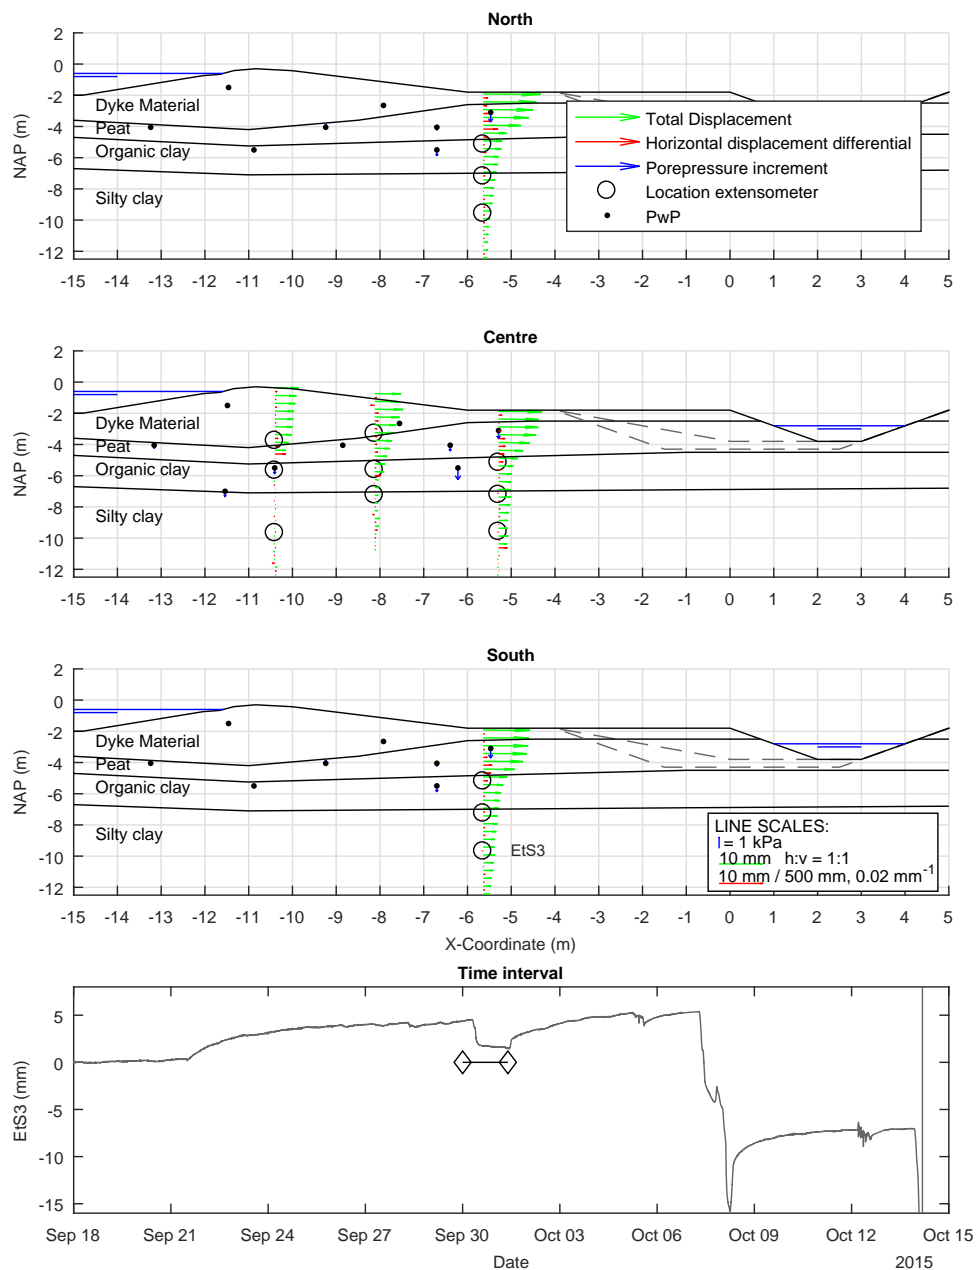 North
2
0
-2
-4
-6
-8
-10
-12
NAP (m)
Dyke Material
Peat
Organic clay
Silty clay
Total Displacement
Horizontal displacement differential
Porepressure increment
Location extensometer
PwP
-15 -14 -13 -12 -11 -10 -9 -8 -7 -6 -5 -4 -3 -2 -1 0 1 2 3 4 5
Centre
2
0
-2
-4
-6
-8
-10
-12
NAP (m)
Dyke Material
Peat
Organic clay
Silty clay
-15 -14 -13 -12 -11 -10 -9 -8 -7 -6 -5 -4 -3 -2 -1 0 1 2 3 4 5
South
2
0
-2
-4
-6
-8
-10
-12
NAP (m)
Dyke Material
Peat
Organic clay
Silty clay
EtS3
LINE SCALES:
= 1 kPa
10 mm h:v = 1:1
10 mm / 500 mm, 0.02 mm⁻¹
-15 -14 -13 -12 -11 -10 -9 -8 -7 -6 -5 -4 -3 -2 -1 0 1 2 3 4 5
X-Coordinate (m)
Time interval
5
0
-5
-10
-15
EtS3 (mm)
Sep 18 Sep 21 Sep 24 Sep 27 Sep 30 Oct 03 Oct 06 Oct 09 Oct 12 Oct 15
Date
2015